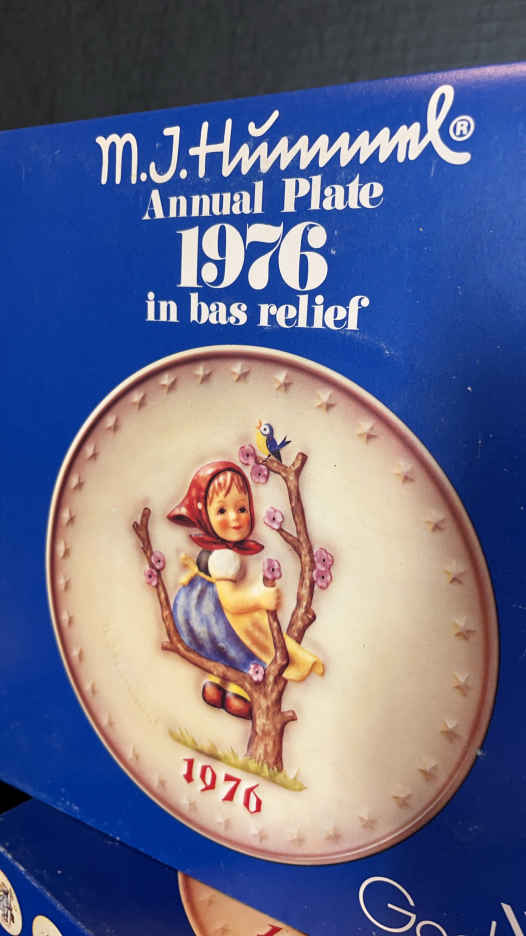 M.J. Hummel®
Annual Plate
1976
in bas relief
1976